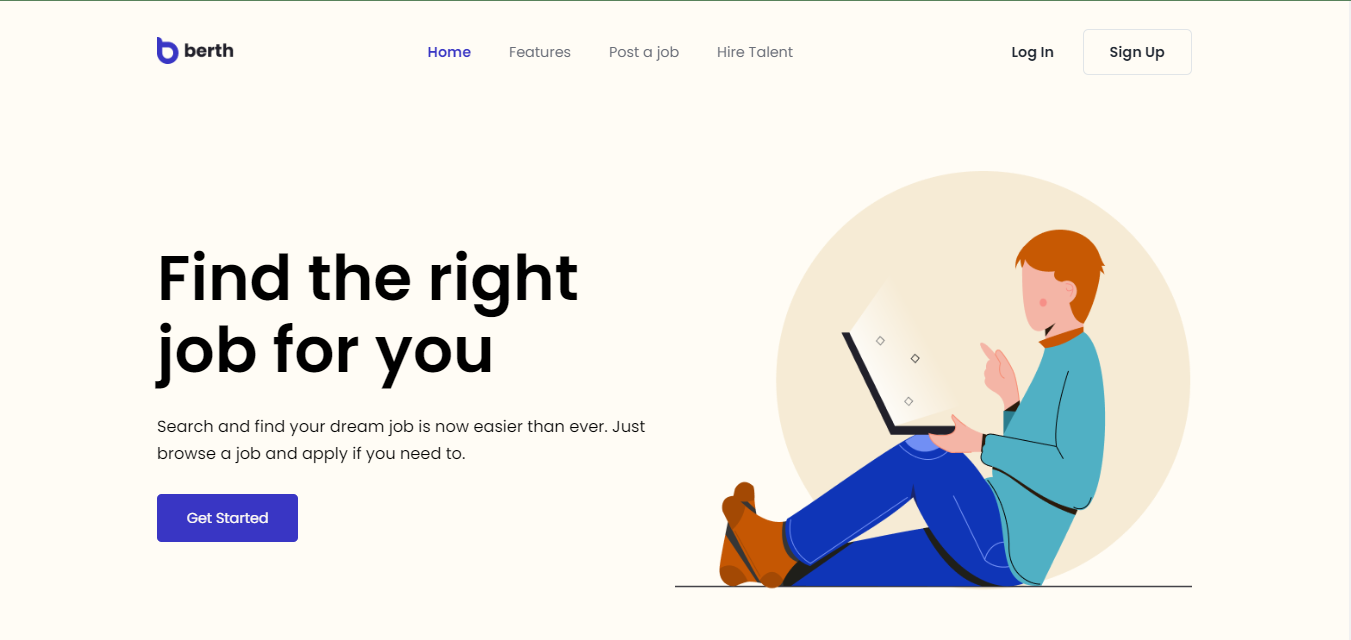 berth
Home
Features
Post a job
Hire Talent
Log In
Sign Up
Find the right
job for you
Search and find your dream job is now easier than ever. Just
browse a job and apply if you need to.
Get Started